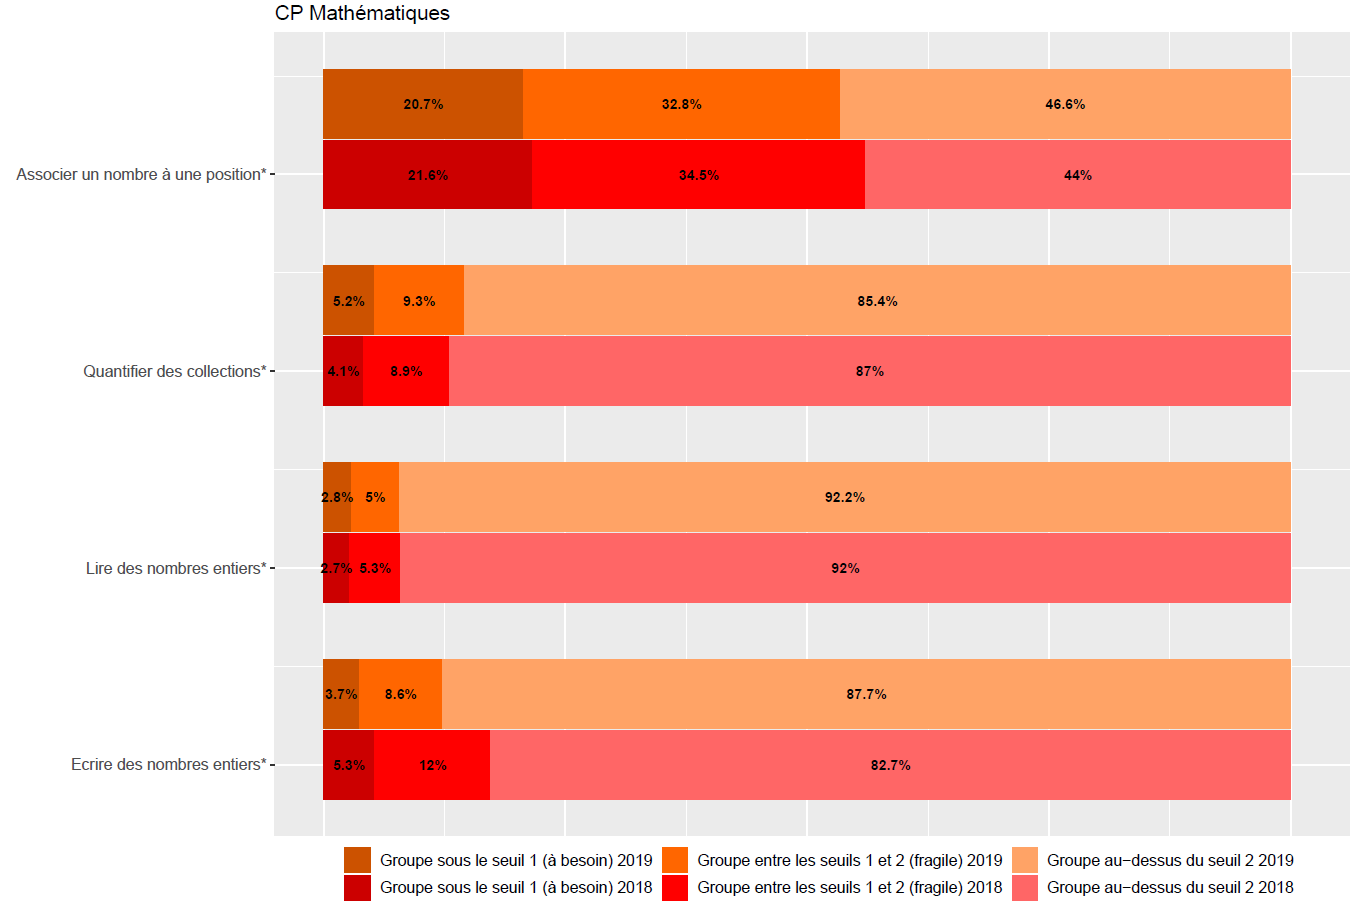 CP Mathématiques
20.7% 32.8% 46.6%
Associer un nombre à une position* 21.6% 34.5% 44%
5.2% 9.3% 85.4%
Quantifier des collections* 4.1% 8.9% 87%
2.8% 5% 92.2%
Lire des nombres entiers* 2.7% 5.3% 92%
3.7% 8.6% 87.7%
Ecrire des nombres entiers* 5.3% 12% 82.7%
Groupe sous le seuil 1 (à besoin) 2019 Groupe entre les seuils 1 et 2 (fragile) 2019 Groupe au−dessus du seuil 2 2019
Groupe sous le seuil 1 (à besoin) 2018 Groupe entre les seuils 1 et 2 (fragile) 2018 Groupe au−dessus du seuil 2 2018